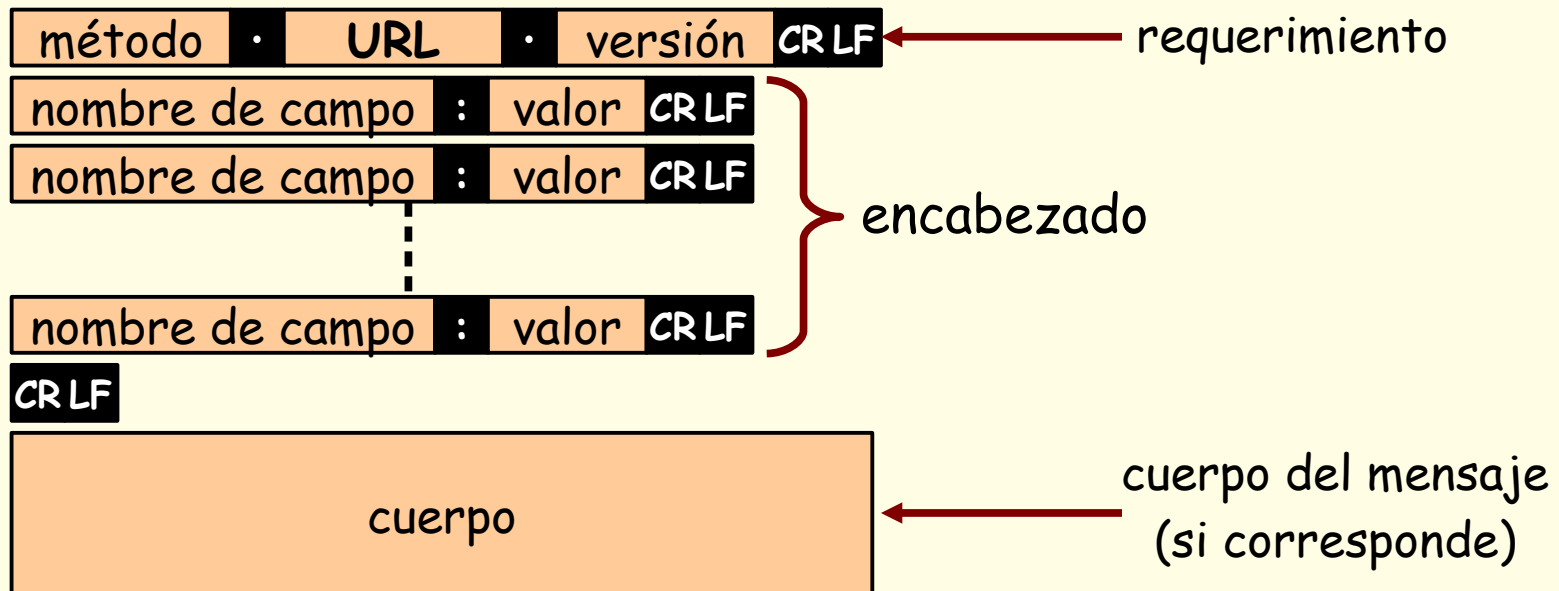 método · URL · versión CR LF requerimiento
nombre de campo : valor CR LF
nombre de campo : valor CR LF
encabezado
nombre de campo : valor CR LF
CR LF
cuerpo
cuerpo del mensaje
(si corresponde)